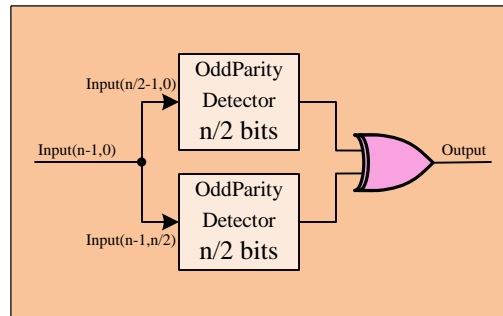 Input(n/2-1,0)
OddParity
Detector
n/2 bits
Input(n-1,0)
Output
OddParity
Detector
n/2 bits
Input(n-1,n/2)